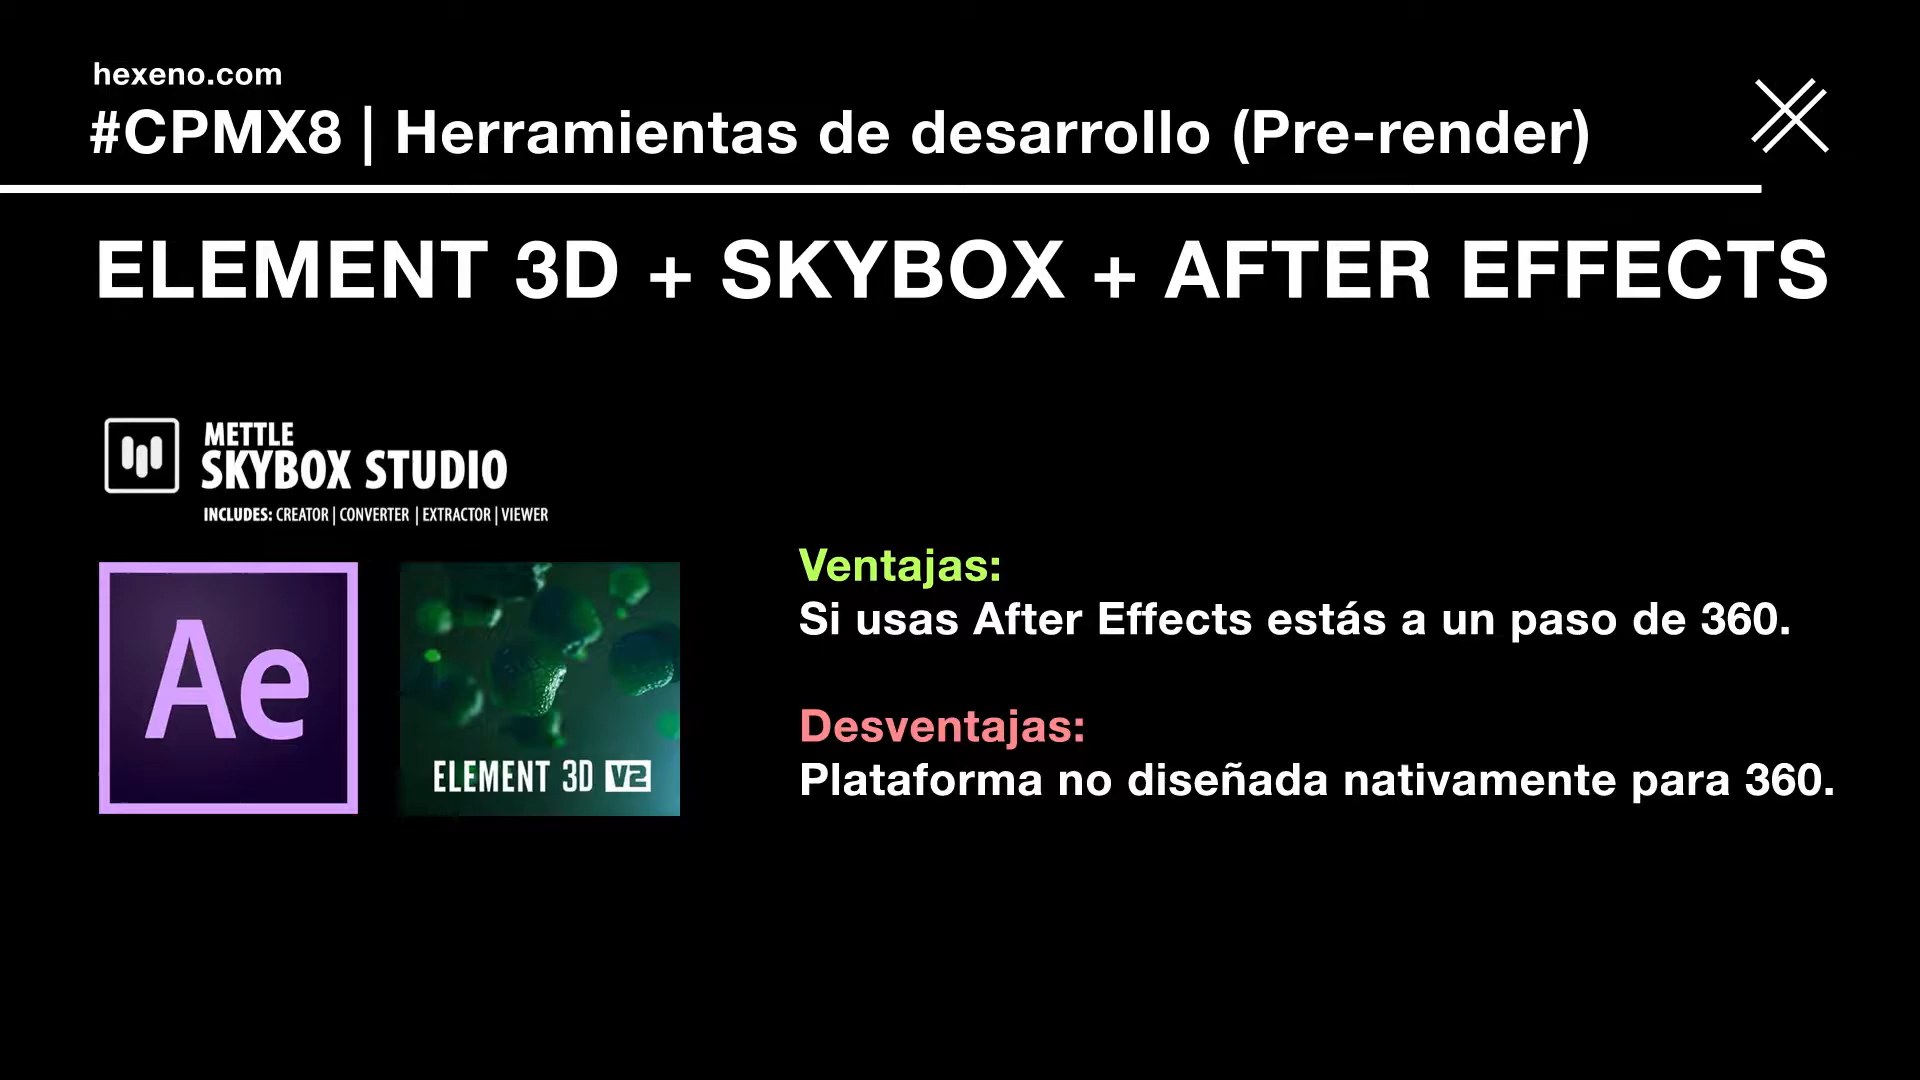 hexeno.com
#CPMX8 | Herramientas de desarrollo (Pre-render)
ELEMENT 3D + SKYBOX + AFTER EFFECTS
METTLE
SKYBOX STUDIO
INCLUDES: CREATOR | CONVERTER | EXTRACTOR | VIEWER
Ae
ELEMENT 3D V2
Ventajas:
Si usas After Effects estás a un paso de 360.
Desventajas:
Plataforma no diseñada nativamente para 360.